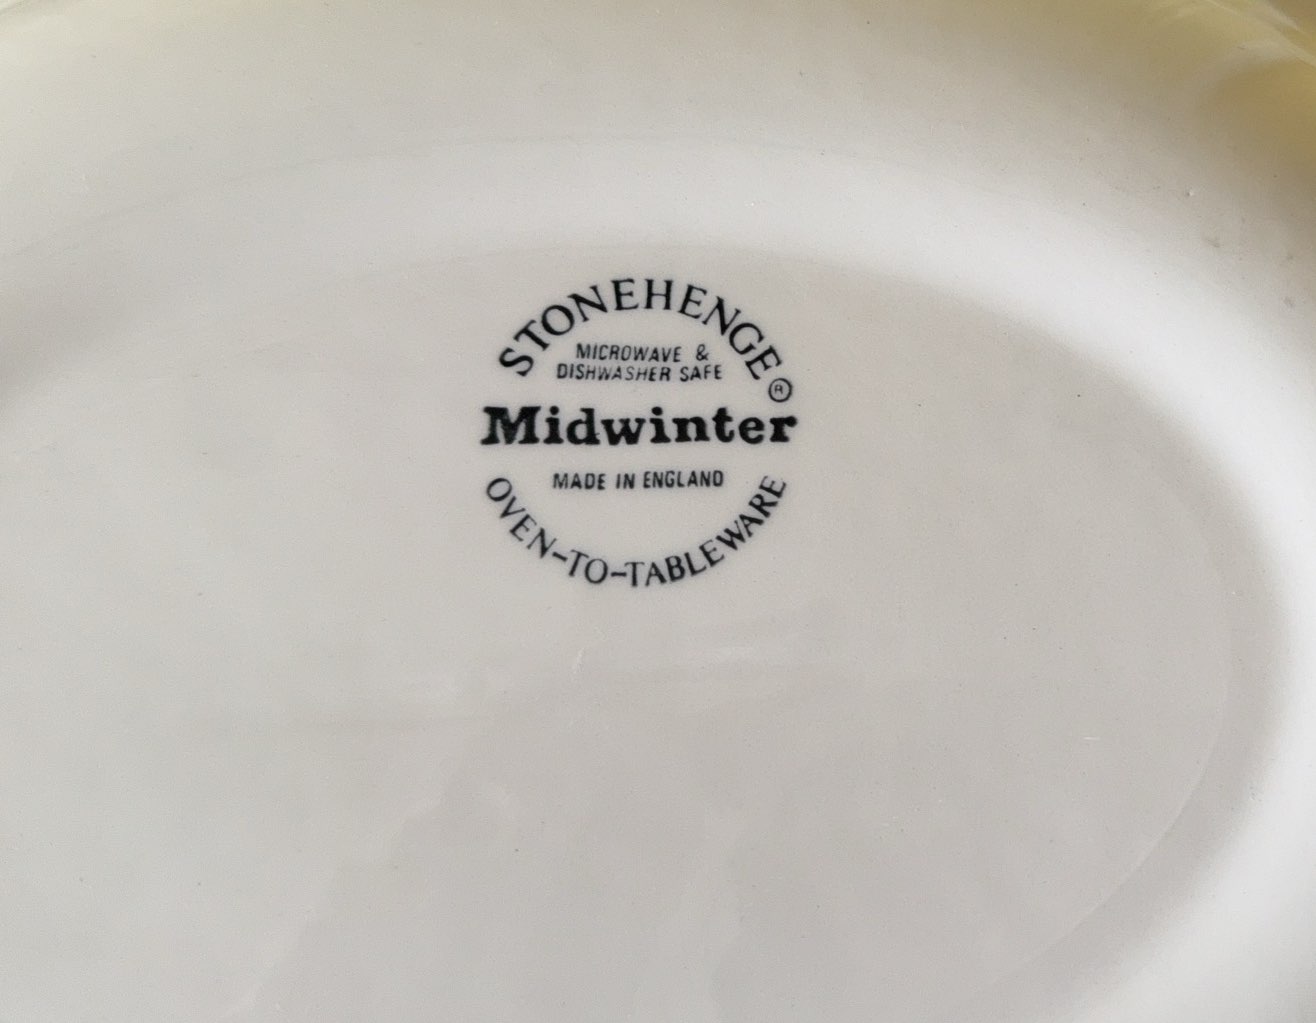 STONEHENGE ®
MICROWAVE &
DISHWASHER SAFE
Midwinter
MADE IN ENGLAND
OVEN-TO-TABLEWARE